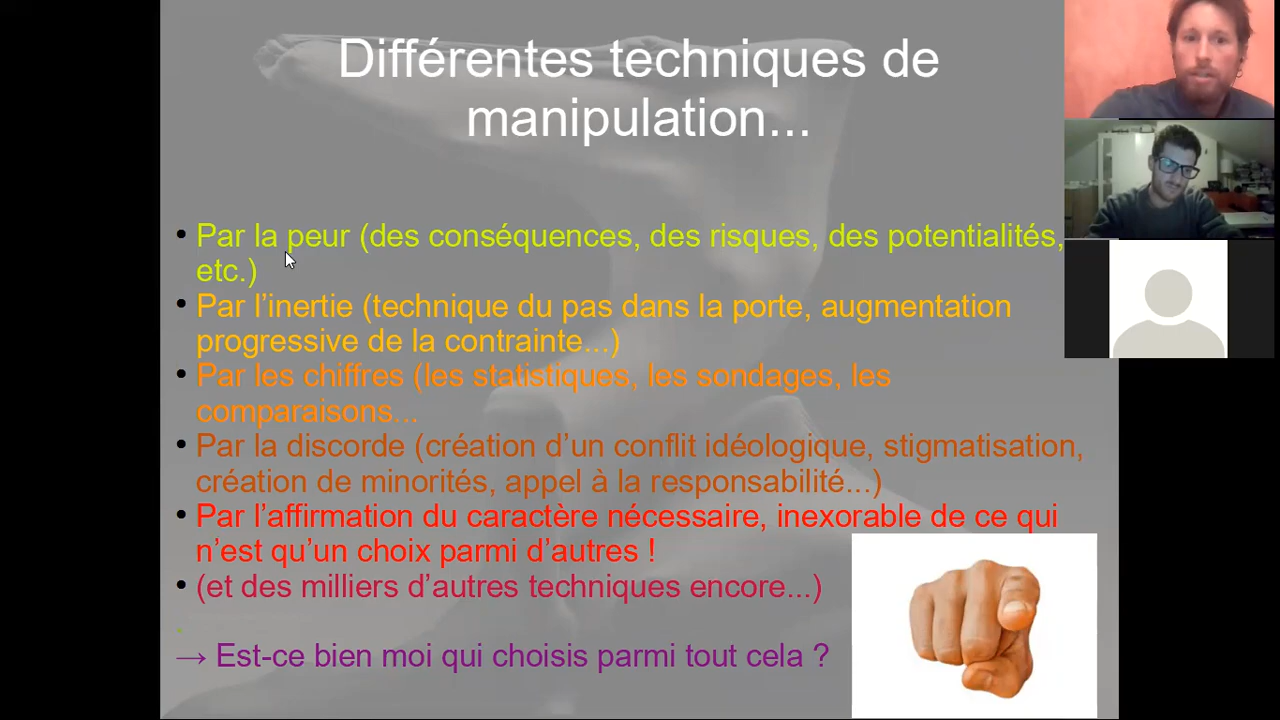 Différentes techniques de
manipulation...
• Par la peur (des conséquences, des risques, des potentialités,
etc.)
• Par l’inertie (technique du pas dans la porte, augmentation
progressive de la contrainte...)
• Par les chiffres (les statistiques, les sondages, les
comparaisons...
• Par la discorde (création d’un conflit idéologique, stigmatisation,
création de minorités, appel à la responsabilité...)
• Par l’affirmation du caractère nécessaire, inexorable de ce qui
n’est qu’un choix parmi d’autres !
• (et des milliers d’autres techniques encore...)
→ Est-ce bien moi qui choisis parmi tout cela ?